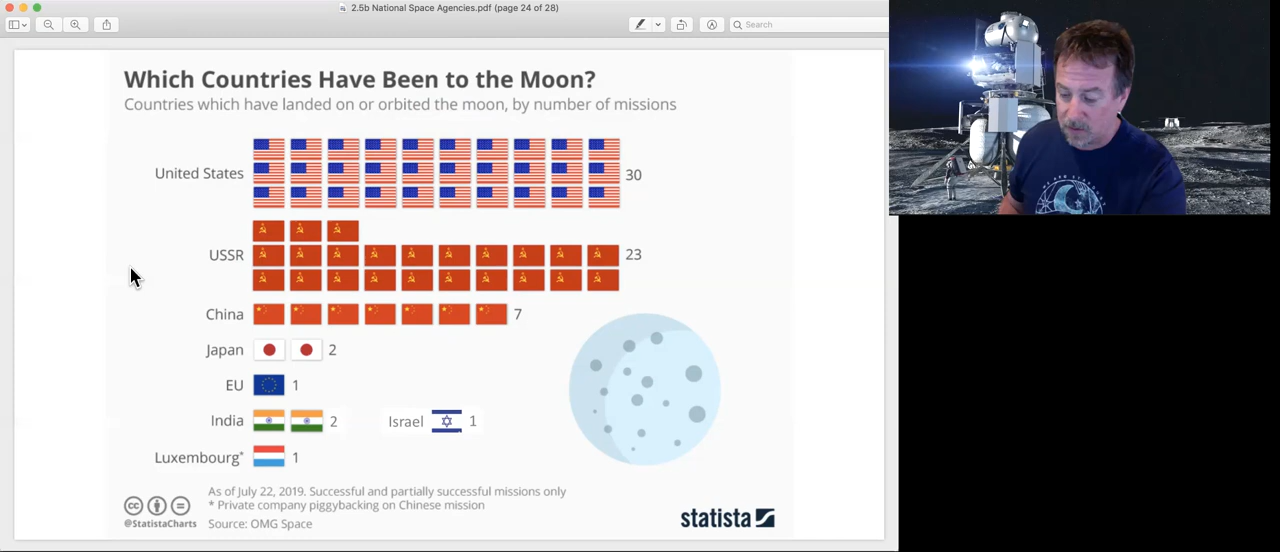 2.5b National Space Agencies.pdf (page 24 of 28)
Search
Which Countries Have Been to the Moon?
Countries which have landed on or orbited the moon, by number of missions
United States 30
USSR 23
China 7
Japan 2
EU 1
India 2 Israel 1
Luxembourg* 1
As of July 22, 2019. Successful and partially successful missions only
* Private company piggybacking on Chinese mission
@StatistaCharts Source: OMG Space
cc
statista